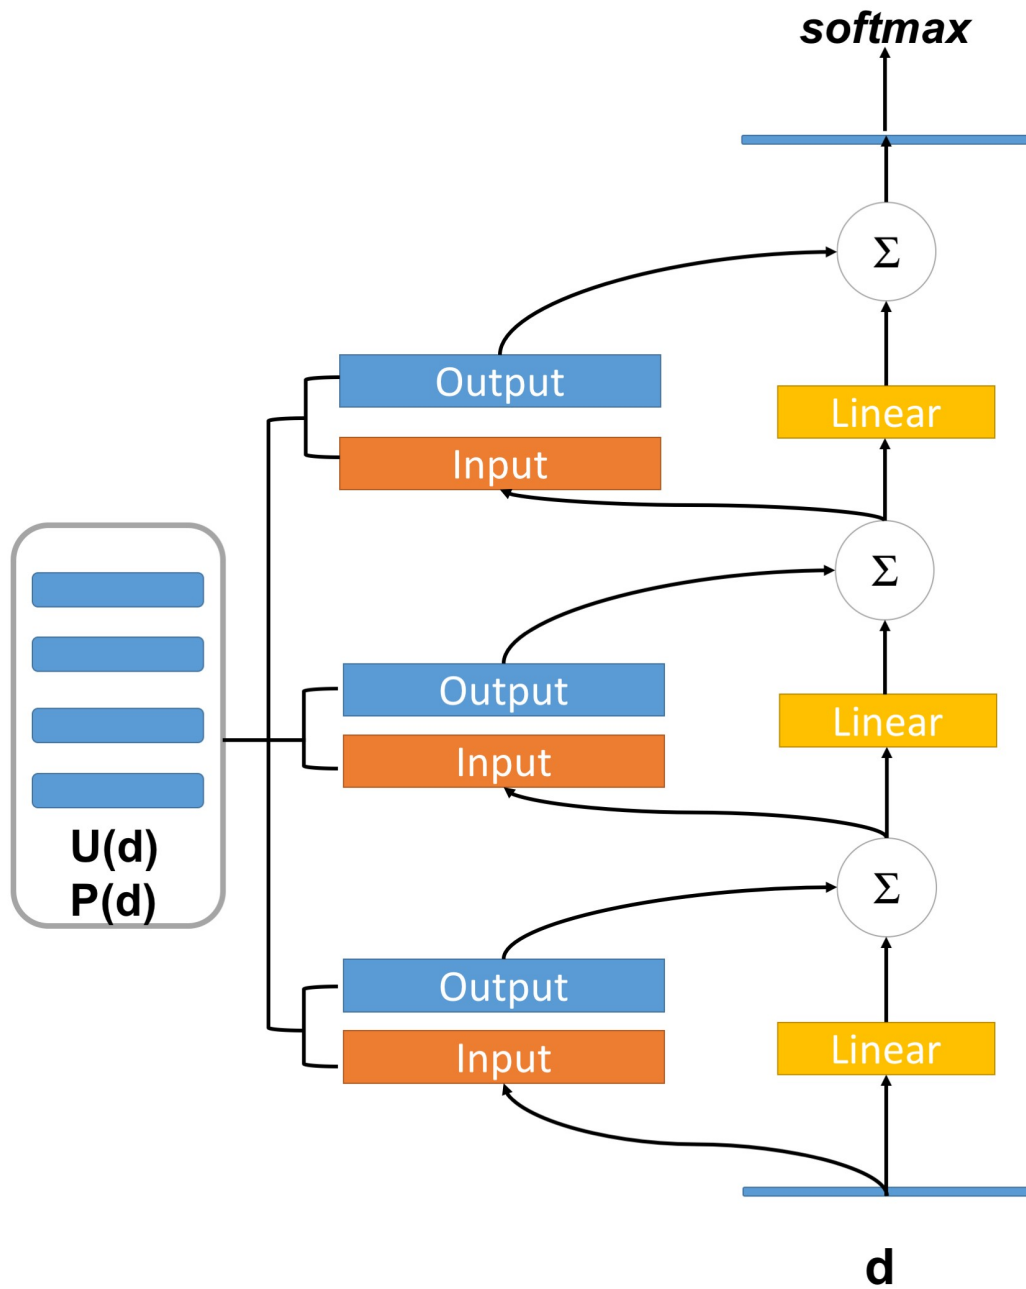 softmax
Σ
Output
Linear
Input
Σ
Output
Linear
Input
U(d)
P(d)
Σ
Output
Linear
Input
d